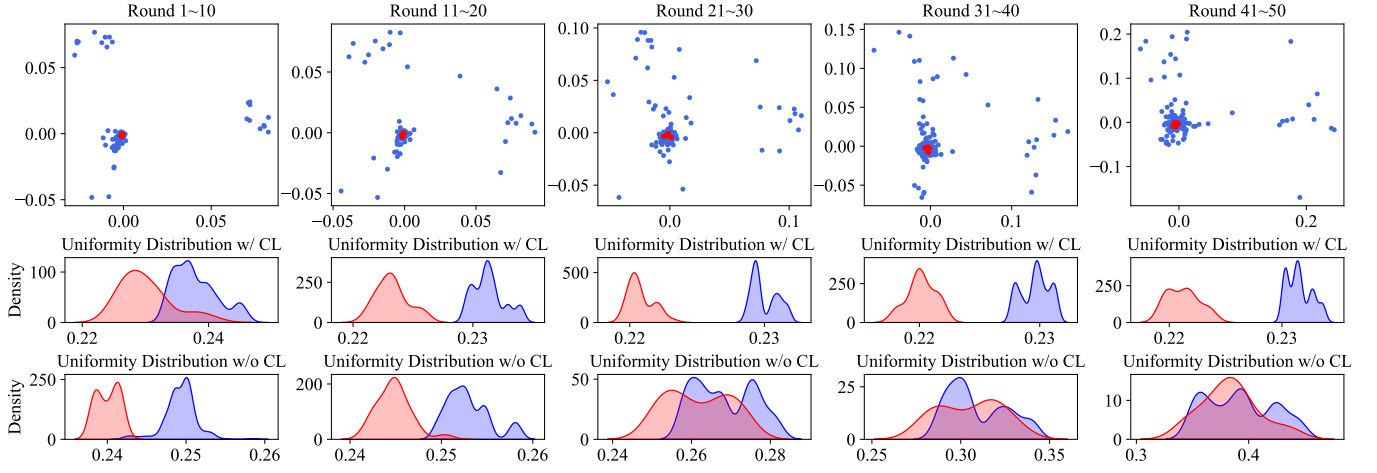 Round 1~10 Round 11~20 Round 21~30 Round 31~40 Round 41~50
0.05 0.00 −0.05
0.05 0.00 −0.05
0.10 0.05 0.00 −0.05
0.15 0.10 0.05 0.00 −0.05
0.2 0.1 0.0 −0.1
0.00 0.05 −0.05 0.00 0.05 0.0 0.1 0.0 0.1 0.0 0.2
Uniformity Distribution w/ CL Uniformity Distribution w/ CL Uniformity Distribution w/ CL Uniformity Distribution w/ CL Uniformity Distribution w/ CL
Density
100 0
250 0
500 0
250 0
250 0
0.22 0.24 0.22 0.23 0.22 0.23 0.22 0.23 0.22 0.23
Uniformity Distribution w/o CL Uniformity Distribution w/o CL Uniformity Distribution w/o CL Uniformity Distribution w/o CL Uniformity Distribution w/o CL
Density
250 0
200 0
50 0
25 0
10 0
0.24 0.25 0.26 0.24 0.25 0.26 0.24 0.26 0.28 0.25 0.30 0.35 0.3 0.4